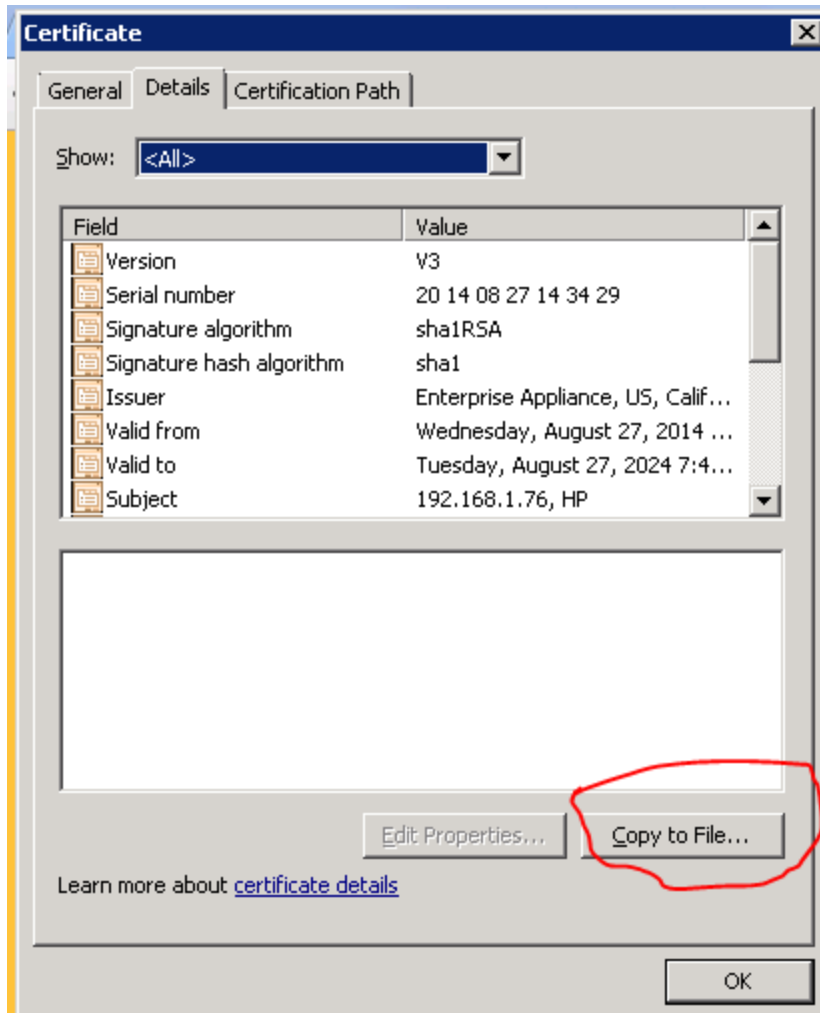 Certificate
General Details Certification Path
Show: <All>
Field Value
Version V3
Serial number 20 14 08 27 14 34 29
Signature algorithm sha1RSA
Signature hash algorithm sha1
Issuer Enterprise Appliance, US, Calif...
Valid from Wednesday, August 27, 2014 ...
Valid to Tuesday, August 27, 2024 7:4...
Subject 192.168.1.76, HP
Edit Properties... Copy to File...
Learn more about certificate details
OK